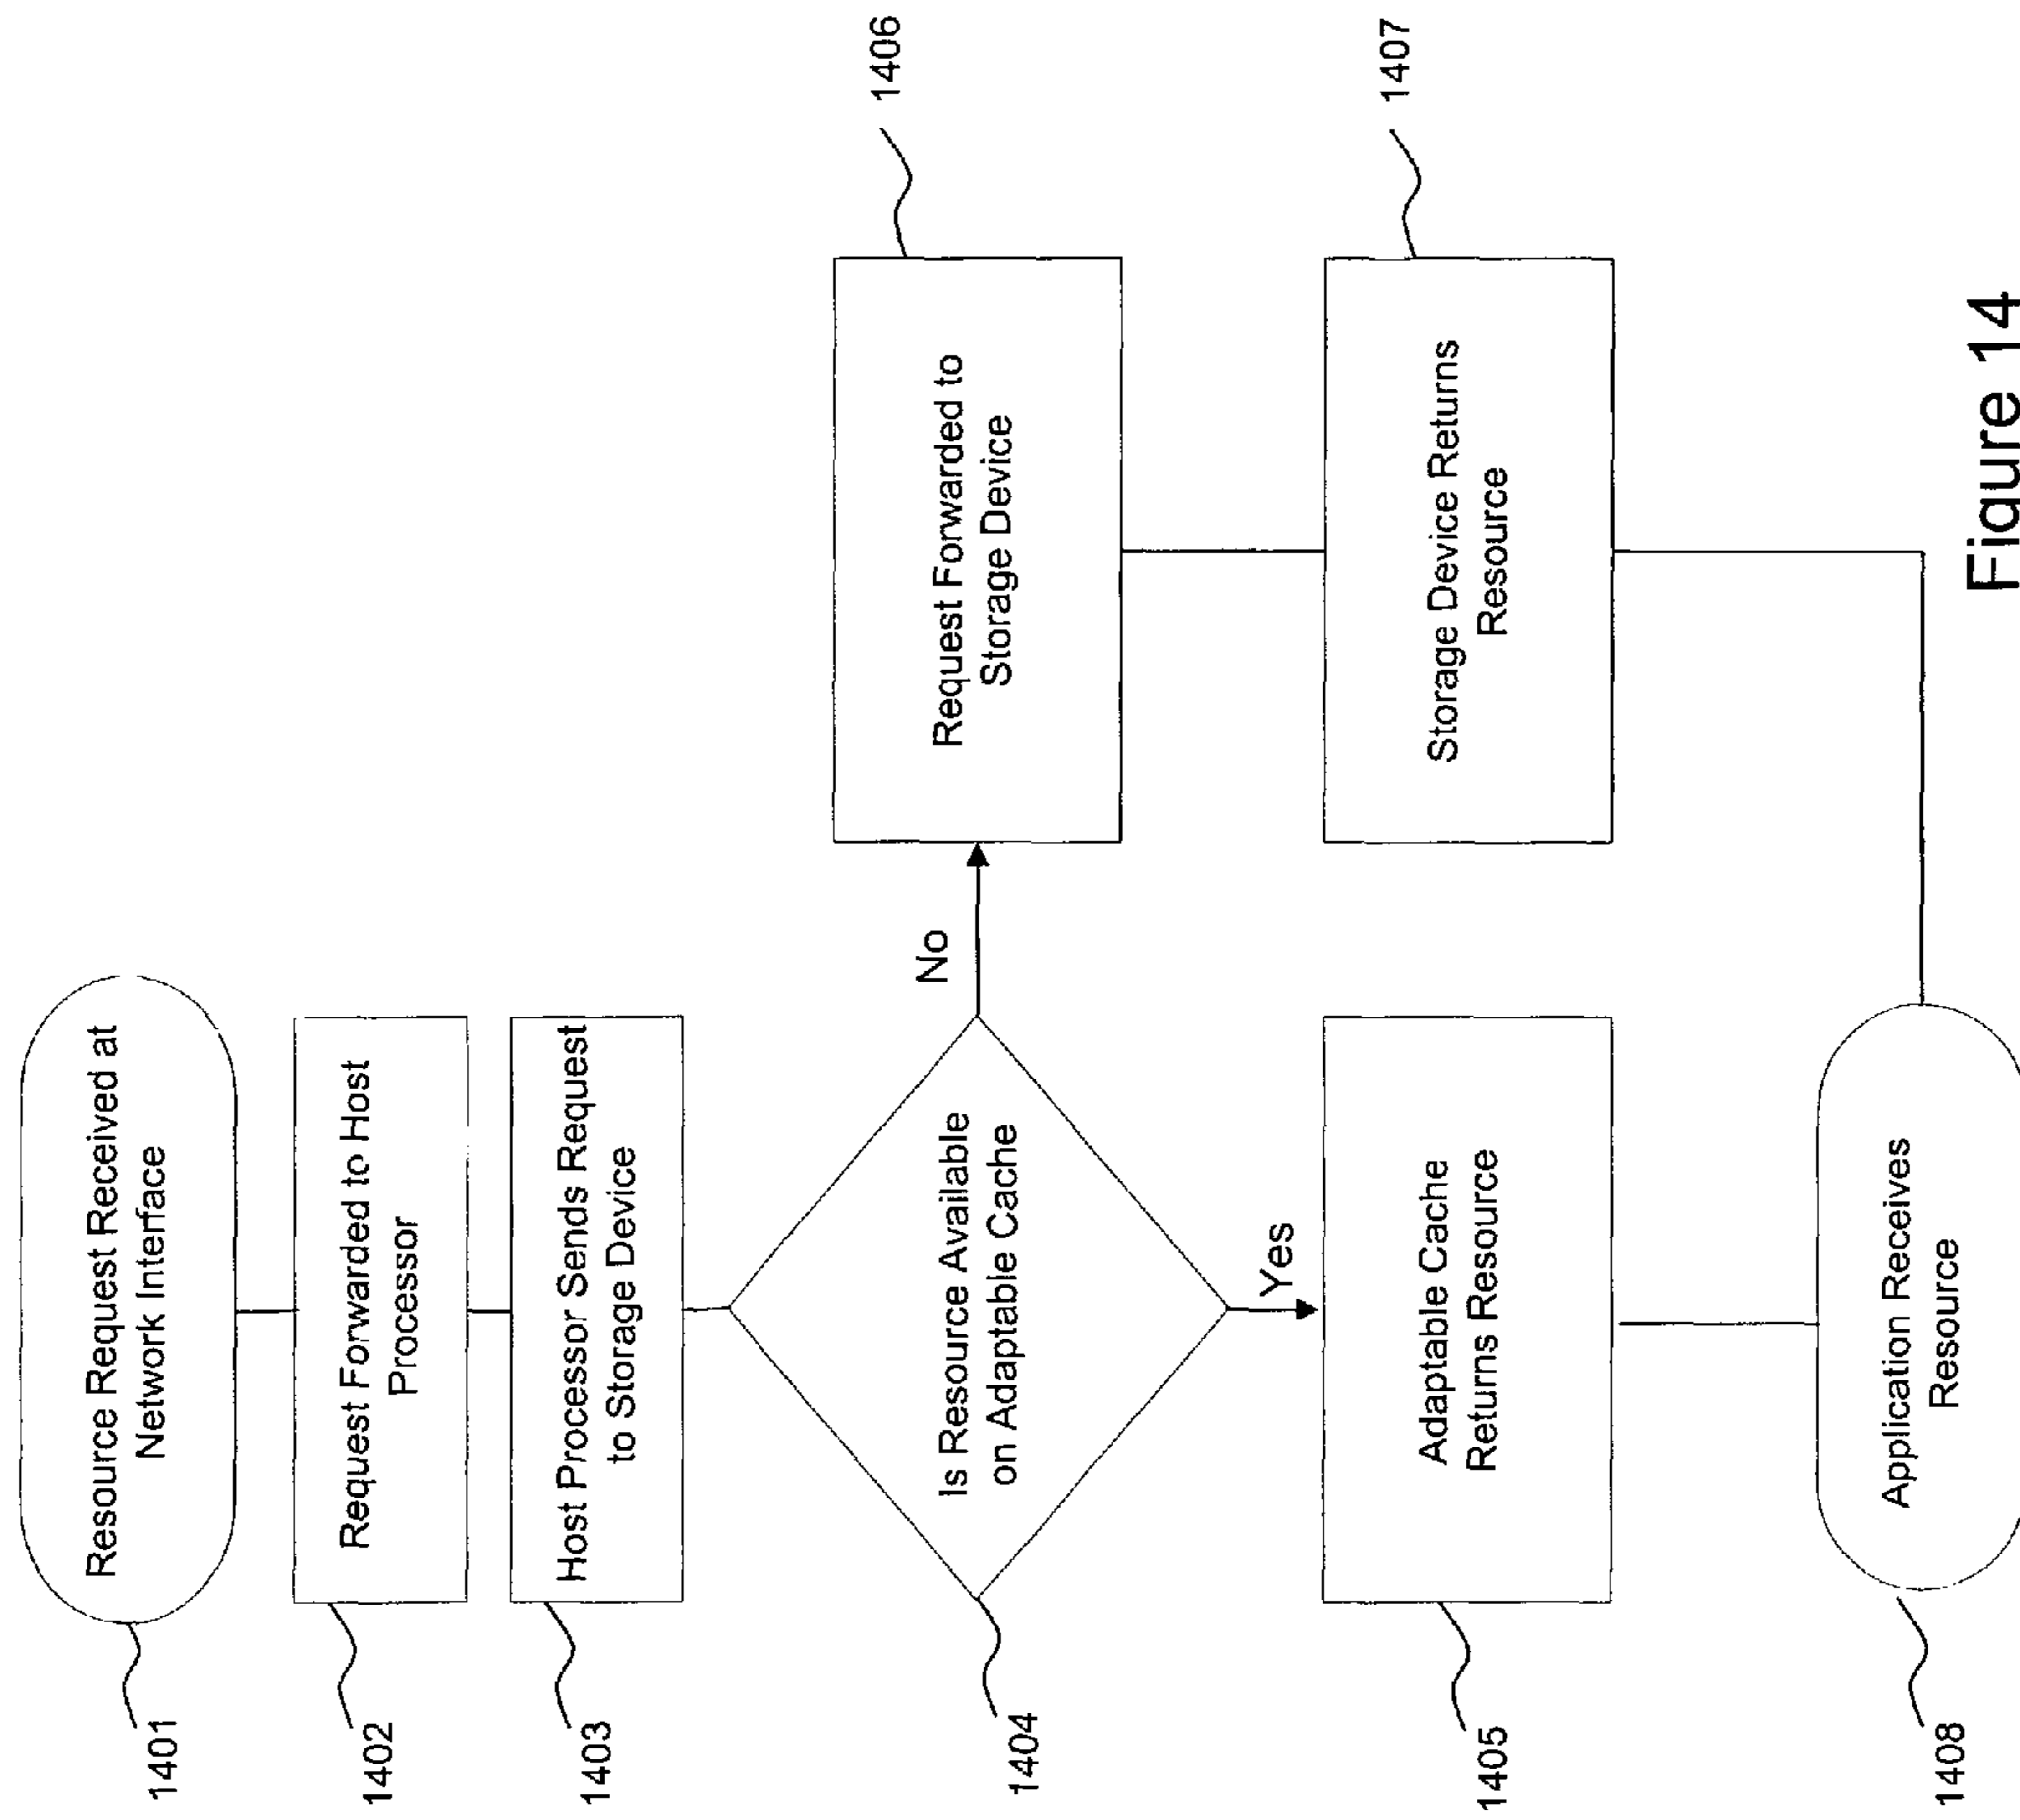 Resource Request Received at
Network Interface
1401
Request Forwarded to Host
Processor
1402
Host Processor Sends Request
to Storage Device
1403
Is Resource Available
on Adaptable Cache
1404
No
Yes
Request Forwarded to
Storage Device
1406
Adaptable Cache
Returns Resource
1405
Storage Device Returns
Resource
1407
Application Receives
Resource
1408
Figure 14